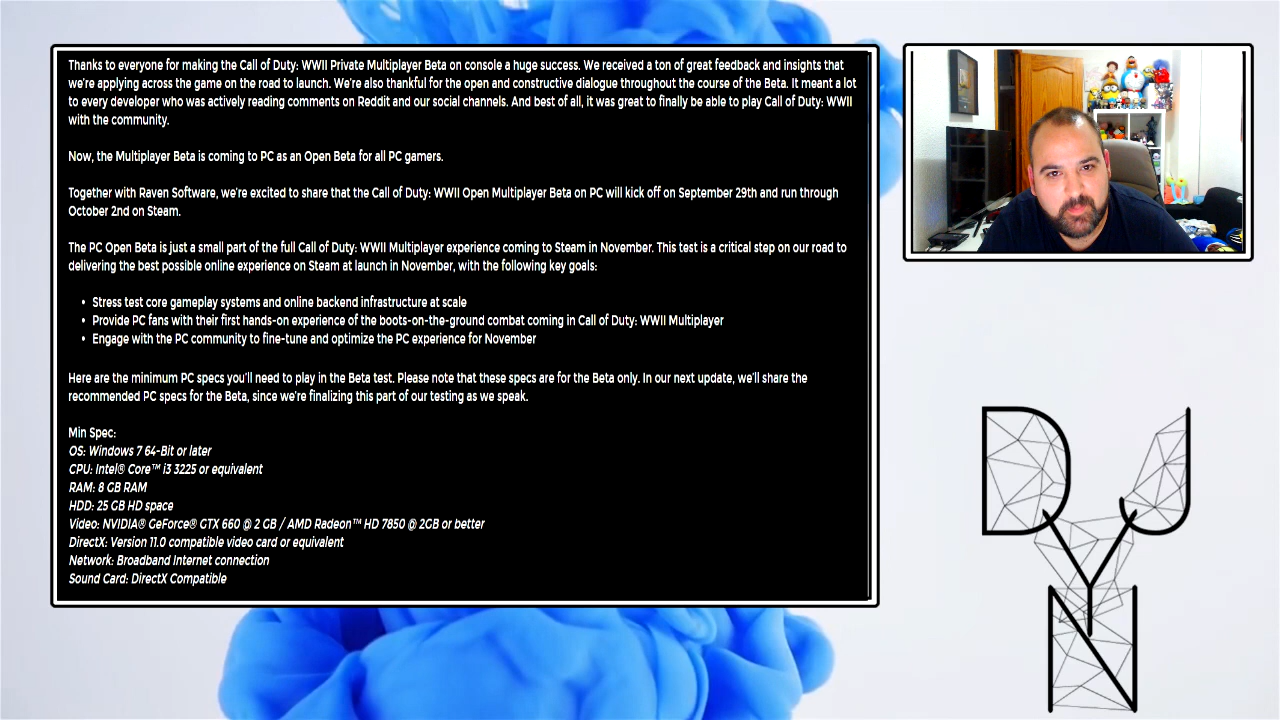 Thanks to everyone for making the Call of Duty: WWII Private Multiplayer Beta on console a huge success. We received a ton of great feedback and insights that
we're applying across the game on the road to launch. We're also thankful for the open and constructive dialogue throughout the course of the Beta. It meant a lot
to every developer who was actively reading comments on Reddit and our social channels. And best of all, it was great to finally be able to play Call of Duty: WWII
with the community.
Now, the Multiplayer Beta is coming to PC as an Open Beta for all PC gamers.
Together with Raven Software, we're excited to share that the Call of Duty: WWII Open Multiplayer Beta on PC will kick off on September 29th and run through
October 2nd on Steam.
The PC Open Beta is just a small part of the full Call of Duty: WWII Multiplayer experience coming to Steam in November. This test is a critical step on our road to
delivering the best possible online experience on Steam at launch in November, with the following key goals:
• Stress test core gameplay systems and online backend infrastructure at scale
• Provide PC fans with their first hands-on experience of the boots-on-the-ground combat coming in Call of Duty: WWII Multiplayer
• Engage with the PC community to fine-tune and optimize the PC experience for November
Here are the minimum PC specs you'll need to play in the Beta test. Please note that these specs are for the Beta only. In our next update, we'll share the
recommended PC specs for the Beta, since we're finalizing this part of our testing as we speak.
Min Spec:
OS: Windows 7 64-Bit or later
CPU: Intel® Core™ i3 3225 or equivalent
RAM: 8 GB RAM
HDD: 25 GB HD space
Video: NVIDIA® GeForce® GTX 660 @ 2 GB / AMD Radeon™ HD 7850 @ 2GB or better
DirectX: Version 11.0 compatible video card or equivalent
Network: Broadband Internet connection
Sound Card: DirectX Compatible
D J
Y
N